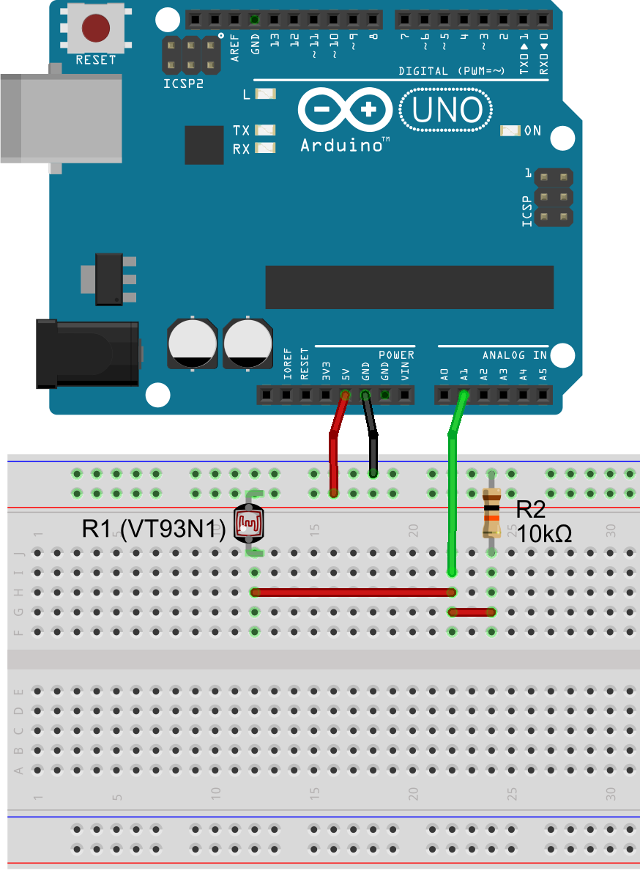 RESET
ICSP2
AREF
GND
13
12
~11
~10
~9
8
7
~6
~5
4
~3
2
TXD▶1
RXD◀0
DIGITAL (PWM=~)
L
TX
RX
Arduino™
UNO
ON
1
ICSP
POWER
ANALOG IN
IOREF
RESET
3V3
5V
GND
GND
VIN
A0
A1
A2
A3
A4
A5
R1 (VT93N1)
R2
10kΩ
1
5
15
20
25
30
J
I
H
G
F
E
D
C
B
A
1
5
10
15
20
25
30